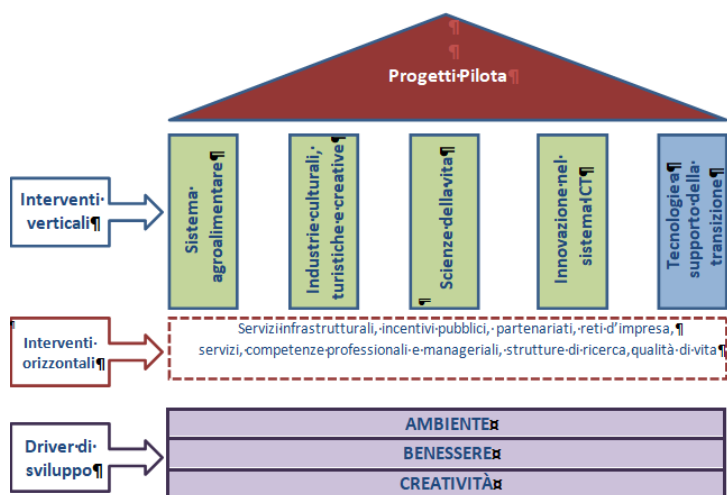 Progetti Pilota
Interventi
verticali
Sistema
agroalimentare
Industrie culturali,
turistiche e creative
Scienze della vita
Innovazione nel
sistema ICT
Tecnologie a
supporto della
transizione
Interventi
orizzontali
Servizi infrastrutturali, incentivi pubblici, partenariati, reti d'impresa,
servizi, competenze professionali e manageriali, strutture di ricerca, qualità di vita
Driver di
sviluppo
AMBIENTE
BENESSERE
CREATIVITÀ